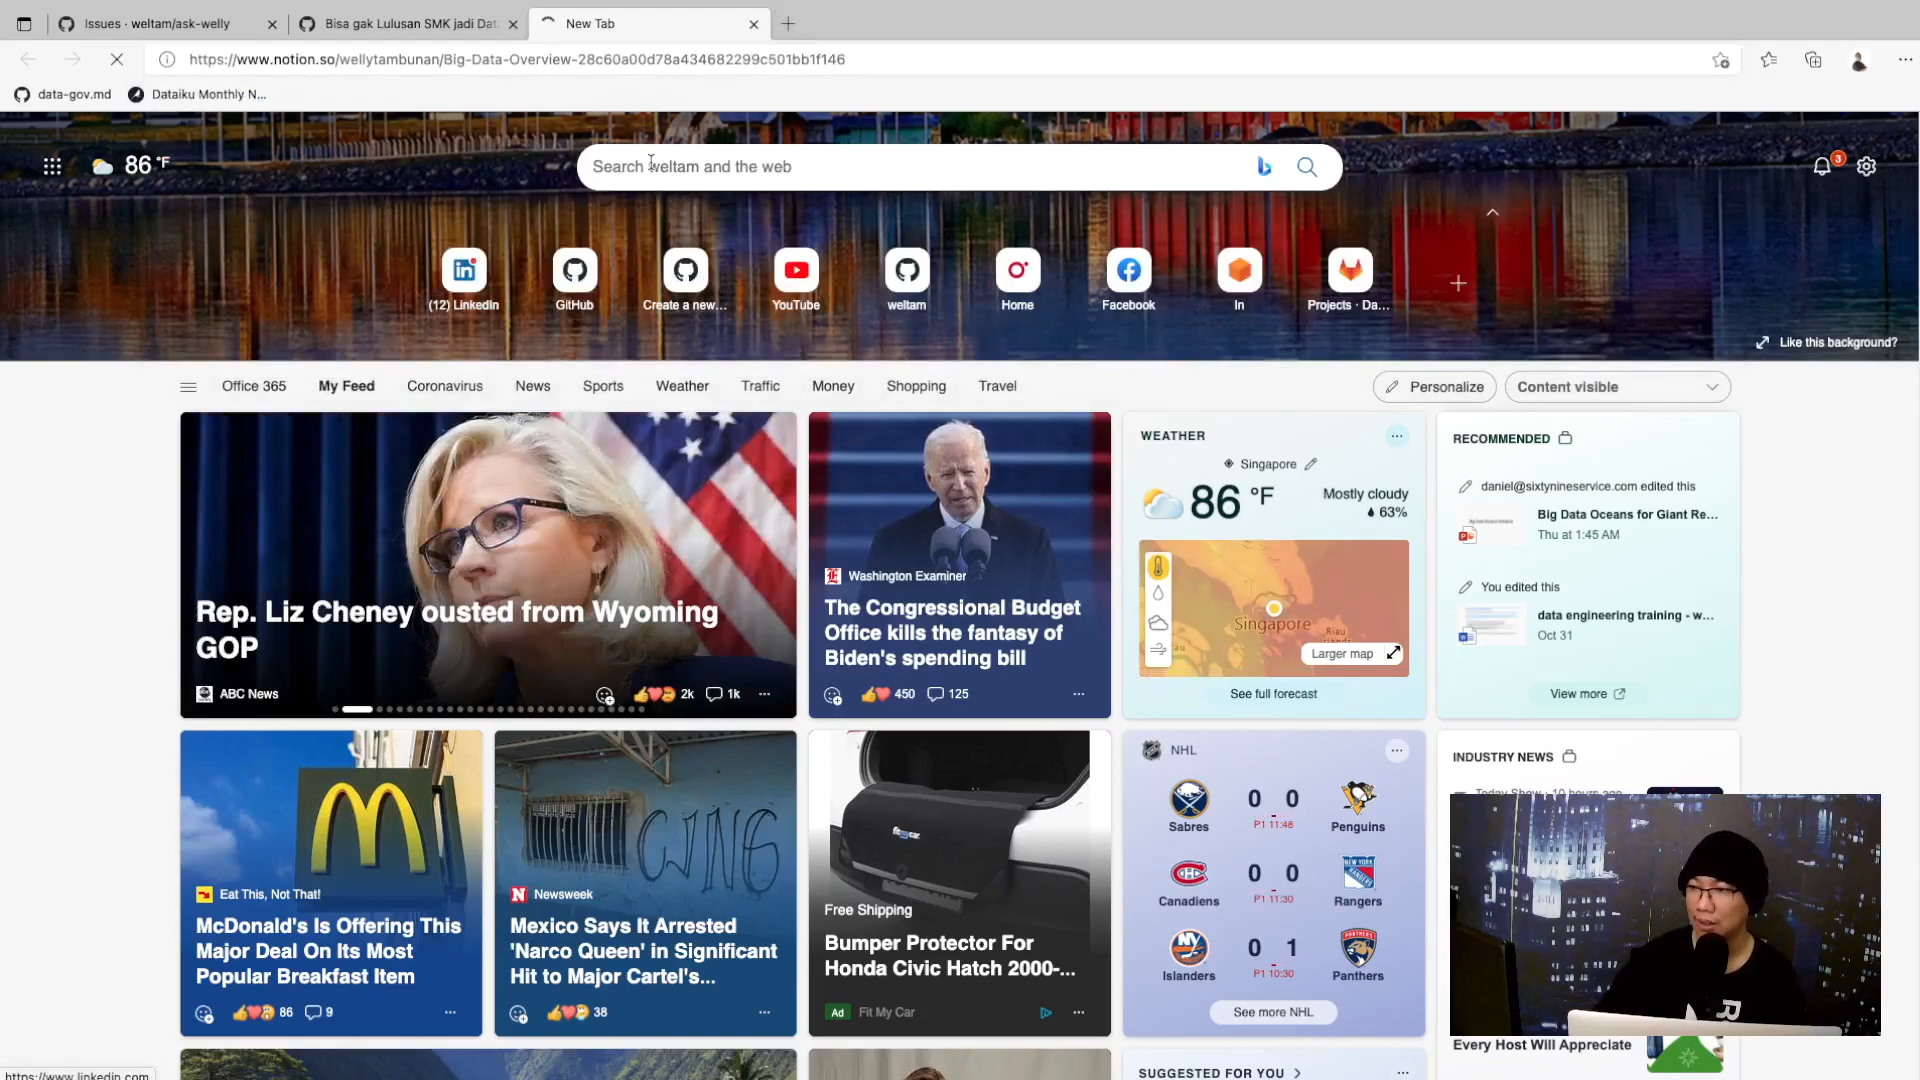 Issues · weltam/ask-welly
Bisa gak Lulusan SMK jadi Dat
New Tab
https://www.notion.so/wellytambunan/Big-Data-Overview-28c60a00d78a434682299c501bb1f146
data-gov.md
Dataiku Monthly N...
86 °F
Search weltam and the web
3
(12) LinkedIn
GitHub
Create a new...
YouTube
weltam
Home
Facebook
In
Projects · Da...
Like this background?
Office 365
My Feed
Coronavirus
News
Sports
Weather
Traffic
Money
Shopping
Travel
Personalize
Content visible
Rep. Liz Cheney ousted from Wyoming
GOP
ABC News
2k
1k
Washington Examiner
The Congressional Budget
Office kills the fantasy of
Biden's spending bill
450
125
WEATHER
Singapore
86 °F
Mostly cloudy
63%
Singapore
Riau
Larger map
See full forecast
RECOMMENDED
daniel@sixtynineservice.com edited this
Big Data Oceans for Giant Re...
Thu at 1:45 AM
You edited this
data engineering training - w...
Oct 31
View more
Eat This, Not That!
McDonald's Is Offering This
Major Deal On Its Most
Popular Breakfast Item
86
9
CJNG
Newsweek
Mexico Says It Arrested
'Narco Queen' in Significant
Hit to Major Cartel's...
38
Free Shipping
Bumper Protector For
Honda Civic Hatch 2000-...
Ad
Fit My Car
NHL
Sabres
0 0
P1 11:48
Penguins
Canadiens
0 0
P1 11:30
Rangers
Islanders
0 1
P1 10:30
Panthers
See more NHL
INDUSTRY NEWS
Today Show · 10 hours ago
Every Host Will Appreciate
SUGGESTED FOR YOU
https://www.linkedin.com